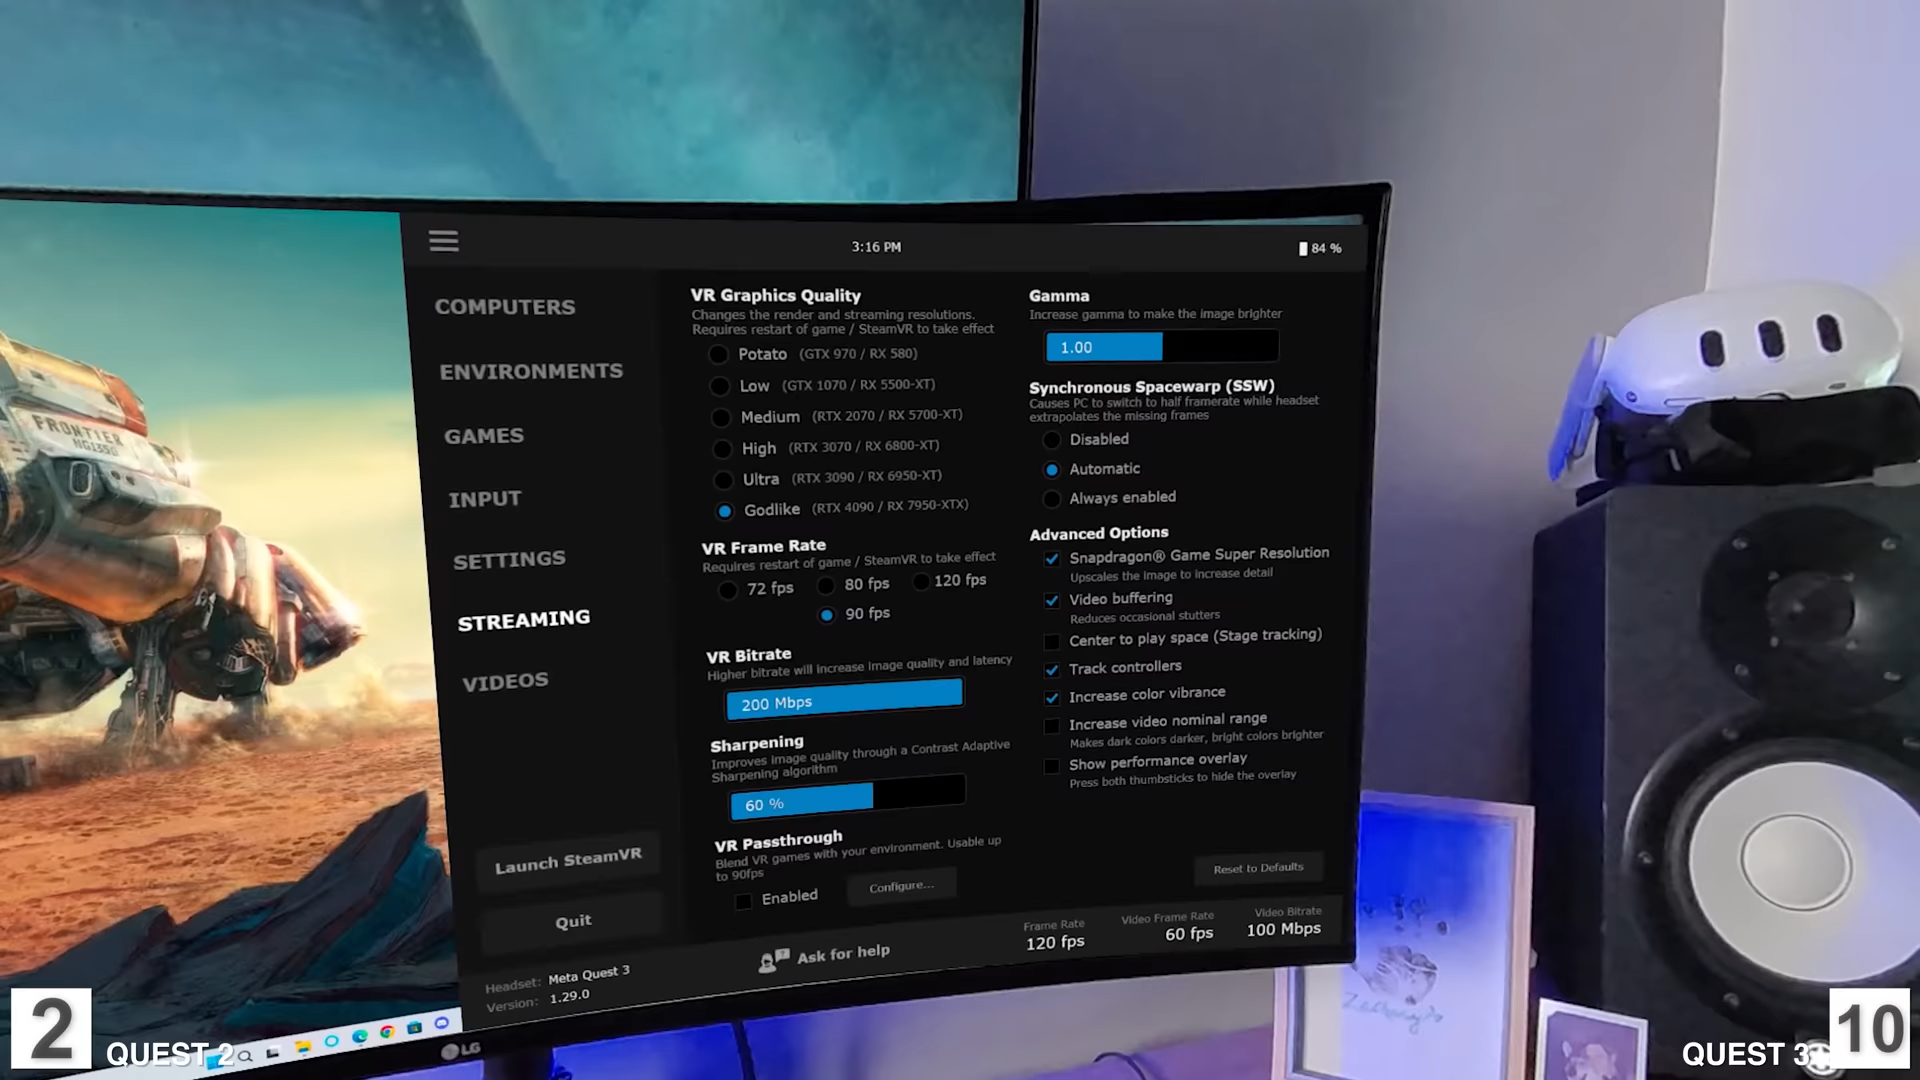 3:16 PM
84 %
COMPUTERS
ENVIRONMENTS
GAMES
INPUT
SETTINGS
STREAMING
VIDEOS
Launch SteamVR
Quit
Headset: Meta Quest 3
Version: 1.29.0
VR Graphics Quality
Changes the render and streaming resolutions.
Requires restart of game / SteamVR to take effect
Potato (GTX 970 / RX 580)
Low (GTX 1070 / RX 5500-XT)
Medium (RTX 2070 / RX 5700-XT)
High (RTX 3070 / RX 6800-XT)
Ultra (RTX 3090 / RX 6950-XT)
Godlike (RTX 4090 / RX 7950-XTX)
VR Frame Rate
Requires restart of game / SteamVR to take effect
72 fps 80 fps 120 fps
90 fps
VR Bitrate
Higher bitrate will increase image quality and latency
200 Mbps
Sharpening
Improves image quality through a Contrast Adaptive
Sharpening algorithm
60 %
VR Passthrough
Blend VR games with your environment. Usable up
to 90fps
Enabled Configure...
Gamma
Increase gamma to make the image brighter
1.00
Synchronous Spacewarp (SSW)
Causes PC to switch to half framerate while headset
extrapolates the missing frames
Disabled
Automatic
Always enabled
Advanced Options
Snapdragon® Game Super Resolution
Upscales the image to increase detail
Video buffering
Reduces occasional stutters
Center to play space (Stage tracking)
Track controllers
Increase color vibrance
Increase video nominal range
Makes dark colors darker, bright colors brighter
Show performance overlay
Press both thumbsticks to hide the overlay
Reset to Defaults
Ask for help
Frame Rate
120 fps
Video Frame Rate
60 fps
Video Bitrate
100 Mbps
FRONTIER
LG
2 QUEST 2
QUEST 3 10